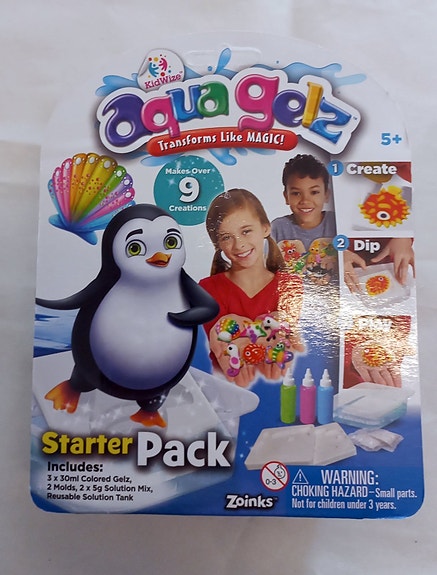 KidWize
aqua gelz
Transforms Like MAGIC!
5+
Makes Over
9
Creations
1 Create
2 Dip
Play
Starter Pack
Includes:
3 x 30ml Colored Gelz,
2 Molds, 2 x 5g Solution Mix,
Reusable Solution Tank
0-3
Zoinks™
WARNING:
CHOKING HAZARD – Small parts.
Not for children under 3 years.